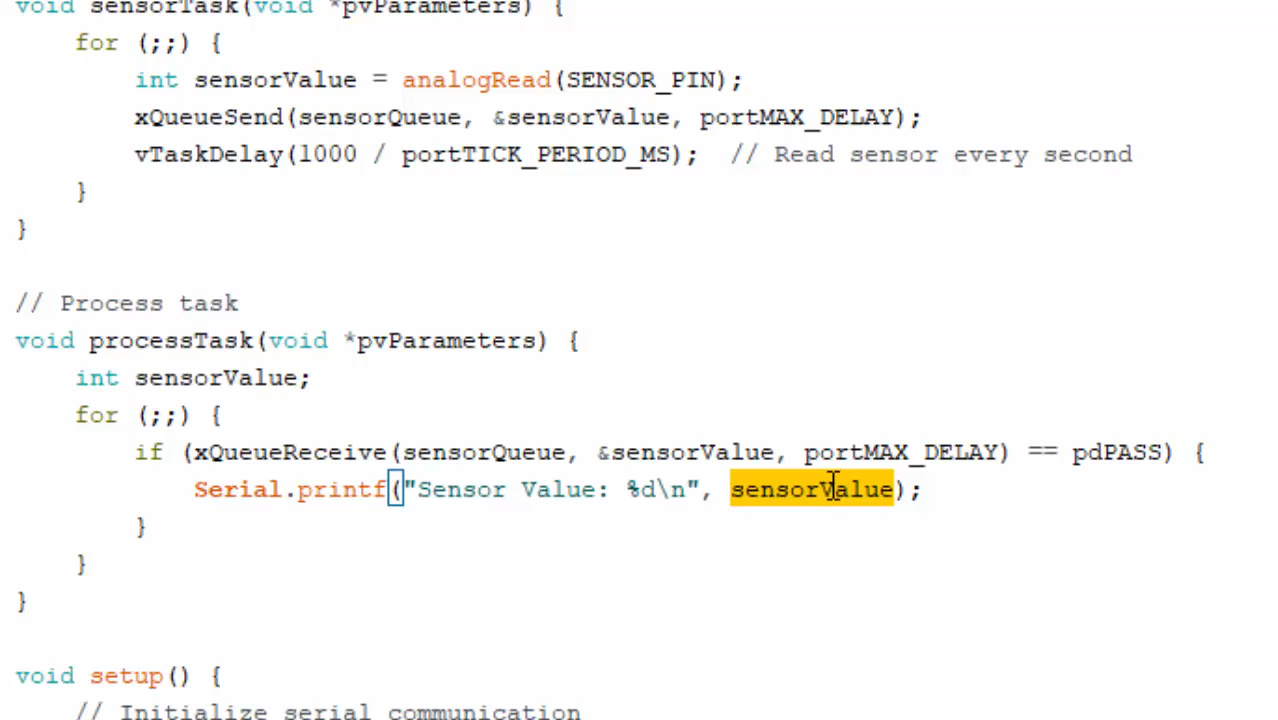 void sensorTask(void *pvParameters) {
    for (;;) {
        int sensorValue = analogRead(SENSOR_PIN);
        xQueueSend(sensorQueue, &sensorValue, portMAX_DELAY);
        vTaskDelay(1000 / portTICK_PERIOD_MS);  // Read sensor every second
    }
}

// Process task
void processTask(void *pvParameters) {
    int sensorValue;
    for (;;) {
        if (xQueueReceive(sensorQueue, &sensorValue, portMAX_DELAY) == pdPASS) {
            Serial.printf("Sensor Value: %d\n", sensorValue);
        }
    }
}

void setup() {
    // Initialize serial communication